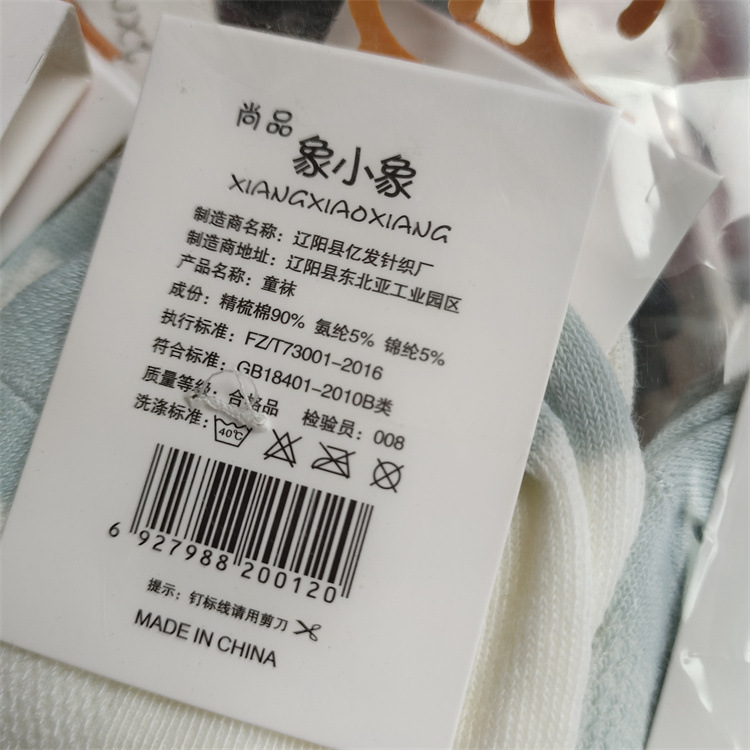 尚品
象小象
XIANGXIAOXIANG
制造商名称：辽阳县亿发针织厂
制造商地址：辽阳县东北亚工业园区
产品名称：童袜
成份：精梳棉90% 氨纶5% 锦纶5%
执行标准：FZ/T73001-2016
符合标准：GB18401-2010B类
质量等级：合格品 检验员：008
洗涤标准：40℃
6 927988 200120
提示：钉标线请用剪刀
MADE IN CHINA